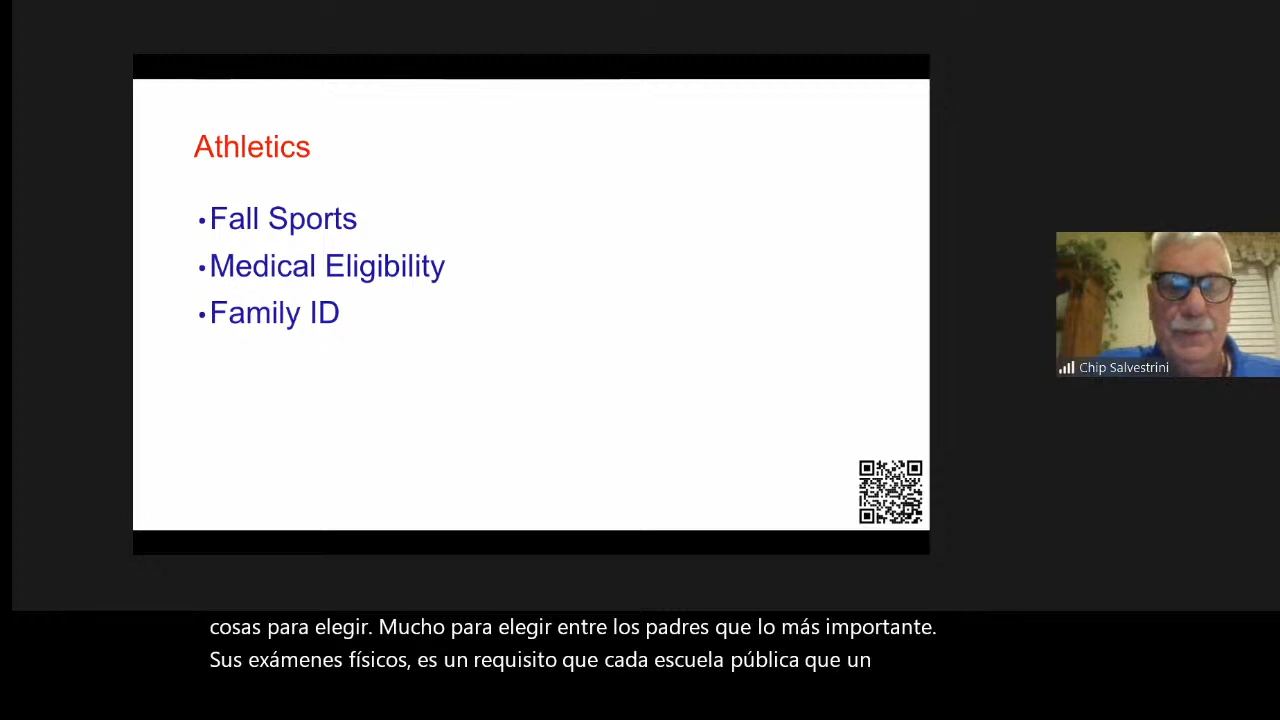 Athletics
•Fall Sports
•Medical Eligibility
•Family ID
Chip Salvestrini
cosas para elegir. Mucho para elegir entre los padres que lo más importante.
Sus exámenes físicos, es un requisito que cada escuela pública que un